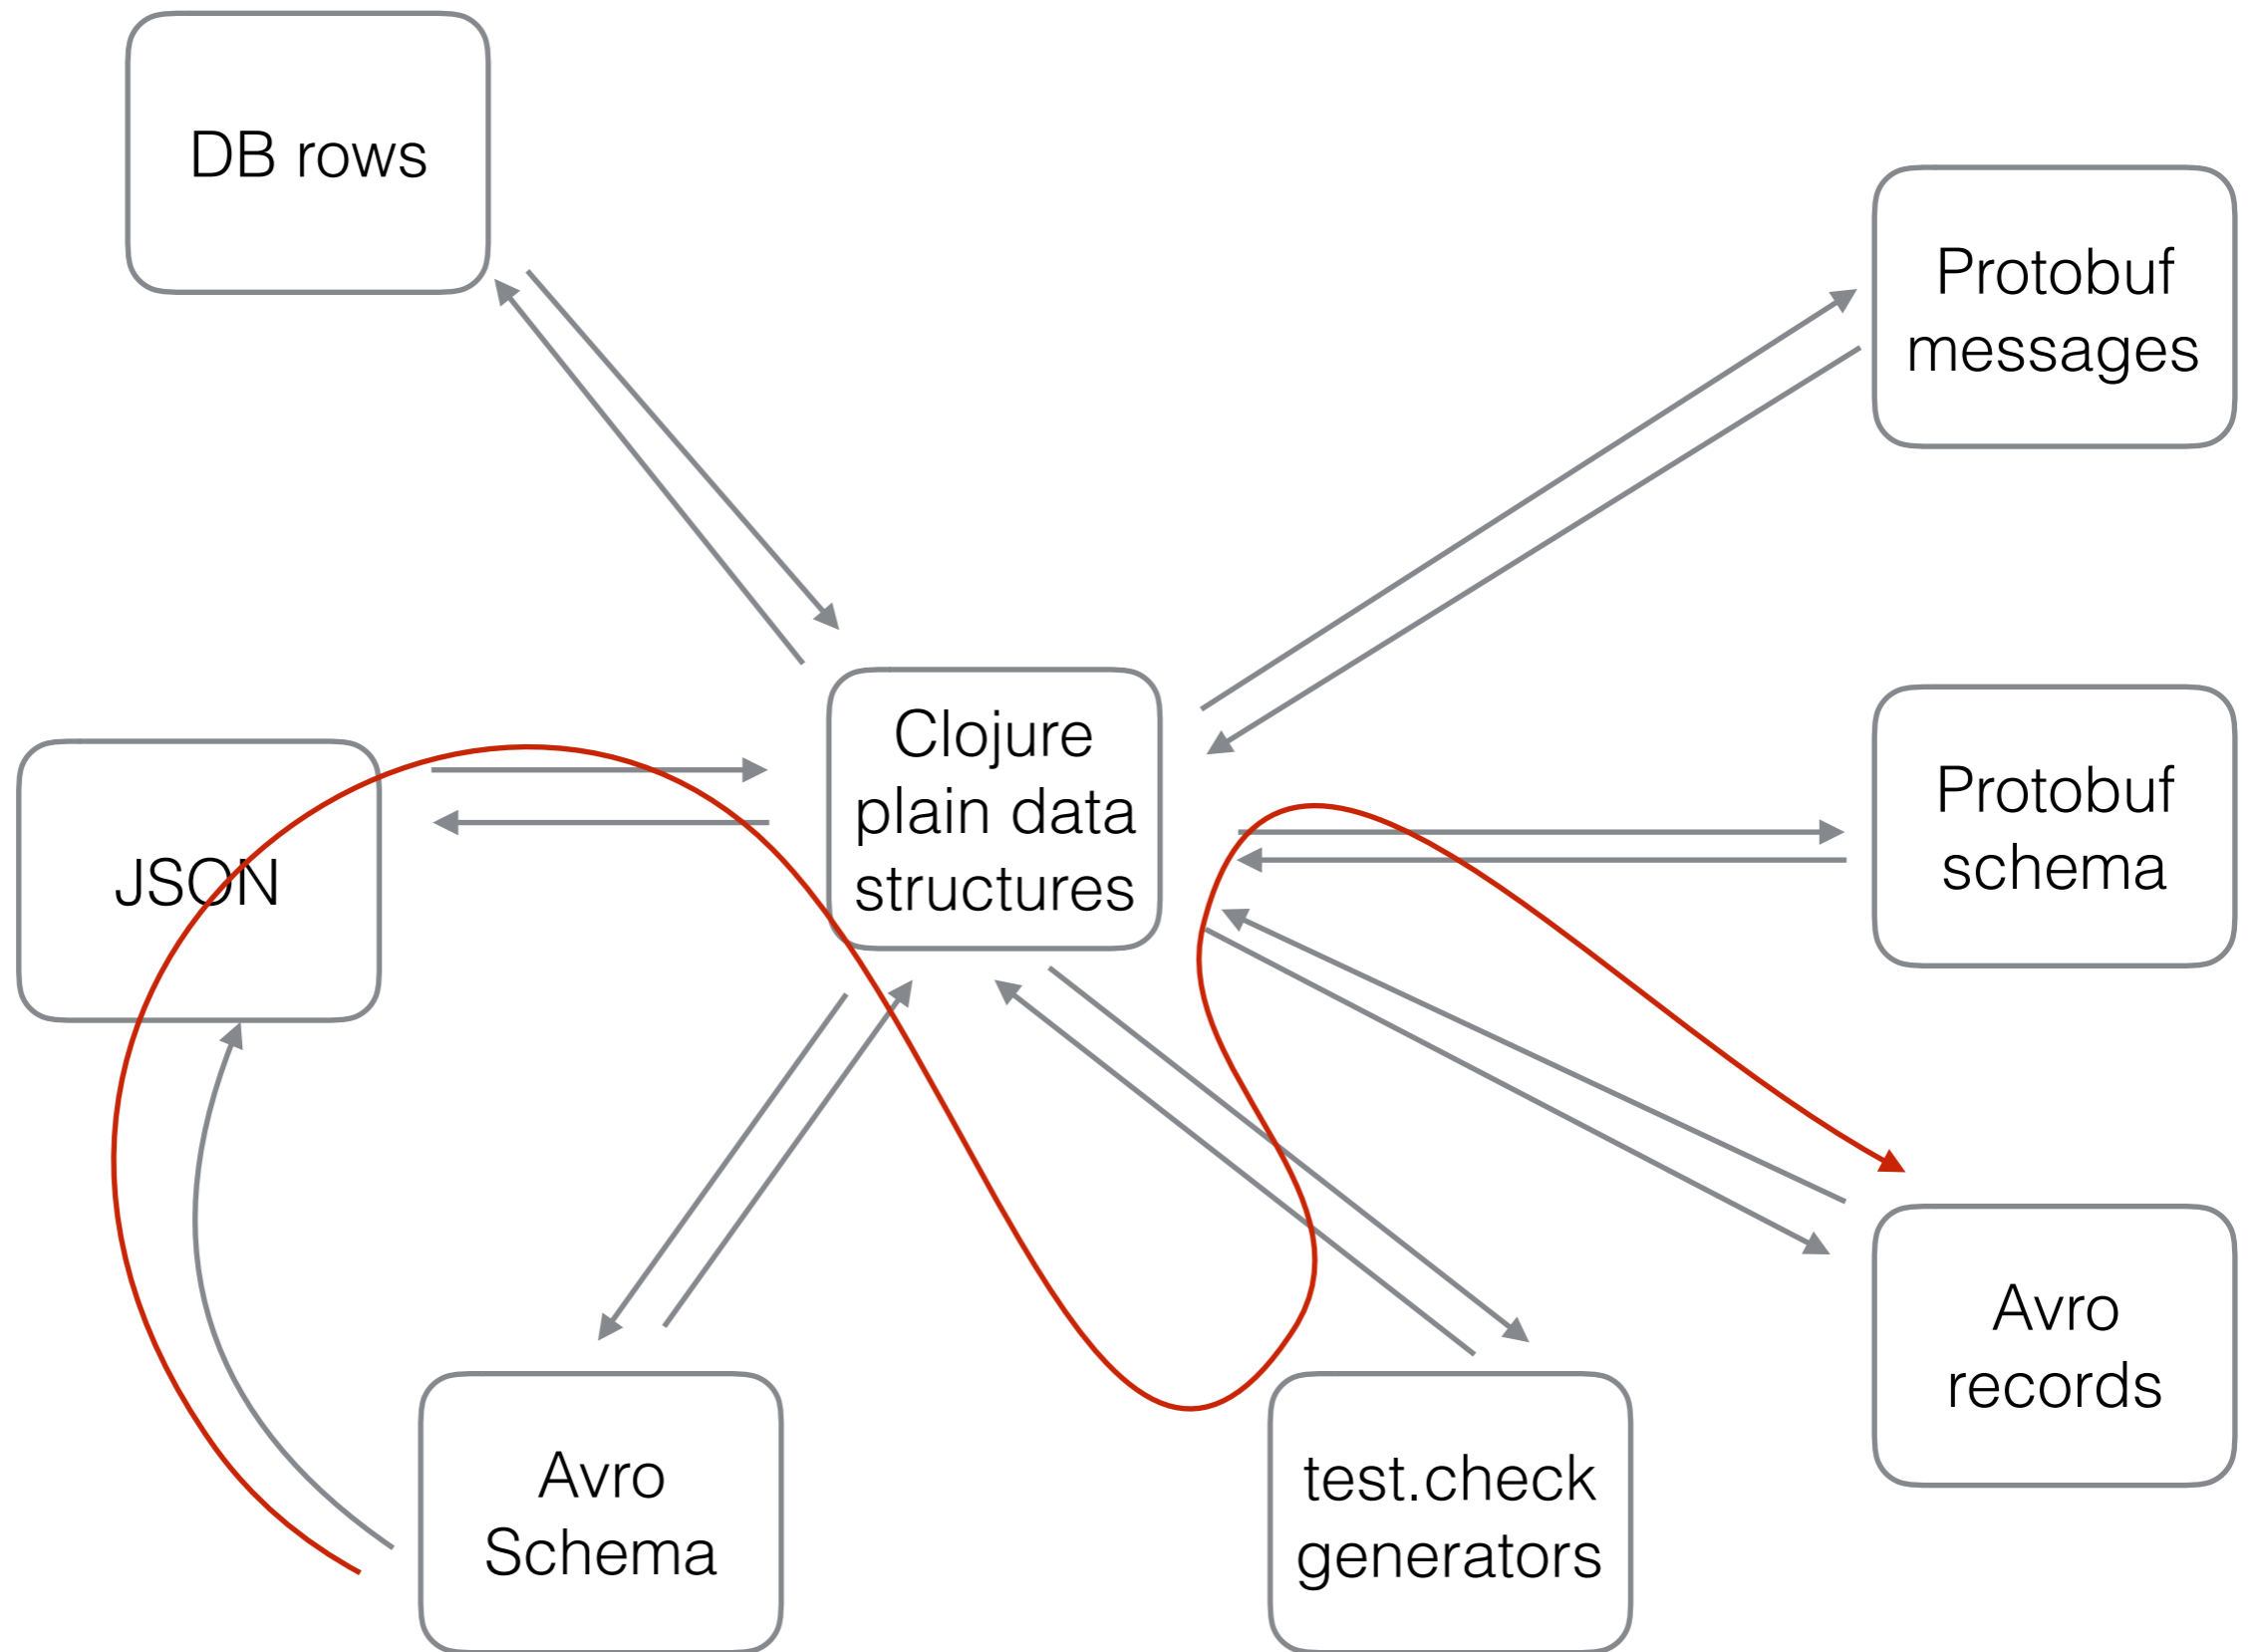 DB rows
Protobuf
messages
Clojure
plain data
structures
Protobuf
schema
JSON
Avro
records
Avro
Schema
test.check
generators